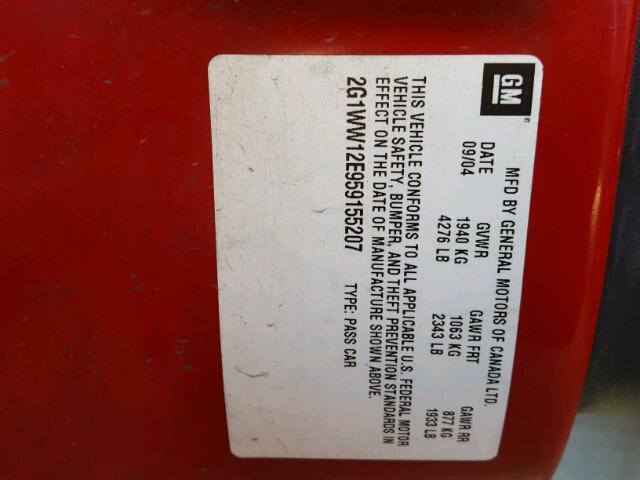 GM
MFD BY GENERAL MOTORS OF CANADA LTD.
DATE GVWR GAWR FRT GAWR RR
09/04 1940 KG 1063 KG 877 KG
4276 LB 2343 LB 1933 LB
THIS VEHICLE CONFORMS TO ALL APPLICABLE U.S. FEDERAL MOTOR
VEHICLE SAFETY, BUMPER, AND THEFT PREVENTION STANDARDS IN
EFFECT ON THE DATE OF MANUFACTURE SHOWN ABOVE.
2G1WW12E959155207 TYPE: PASS CAR